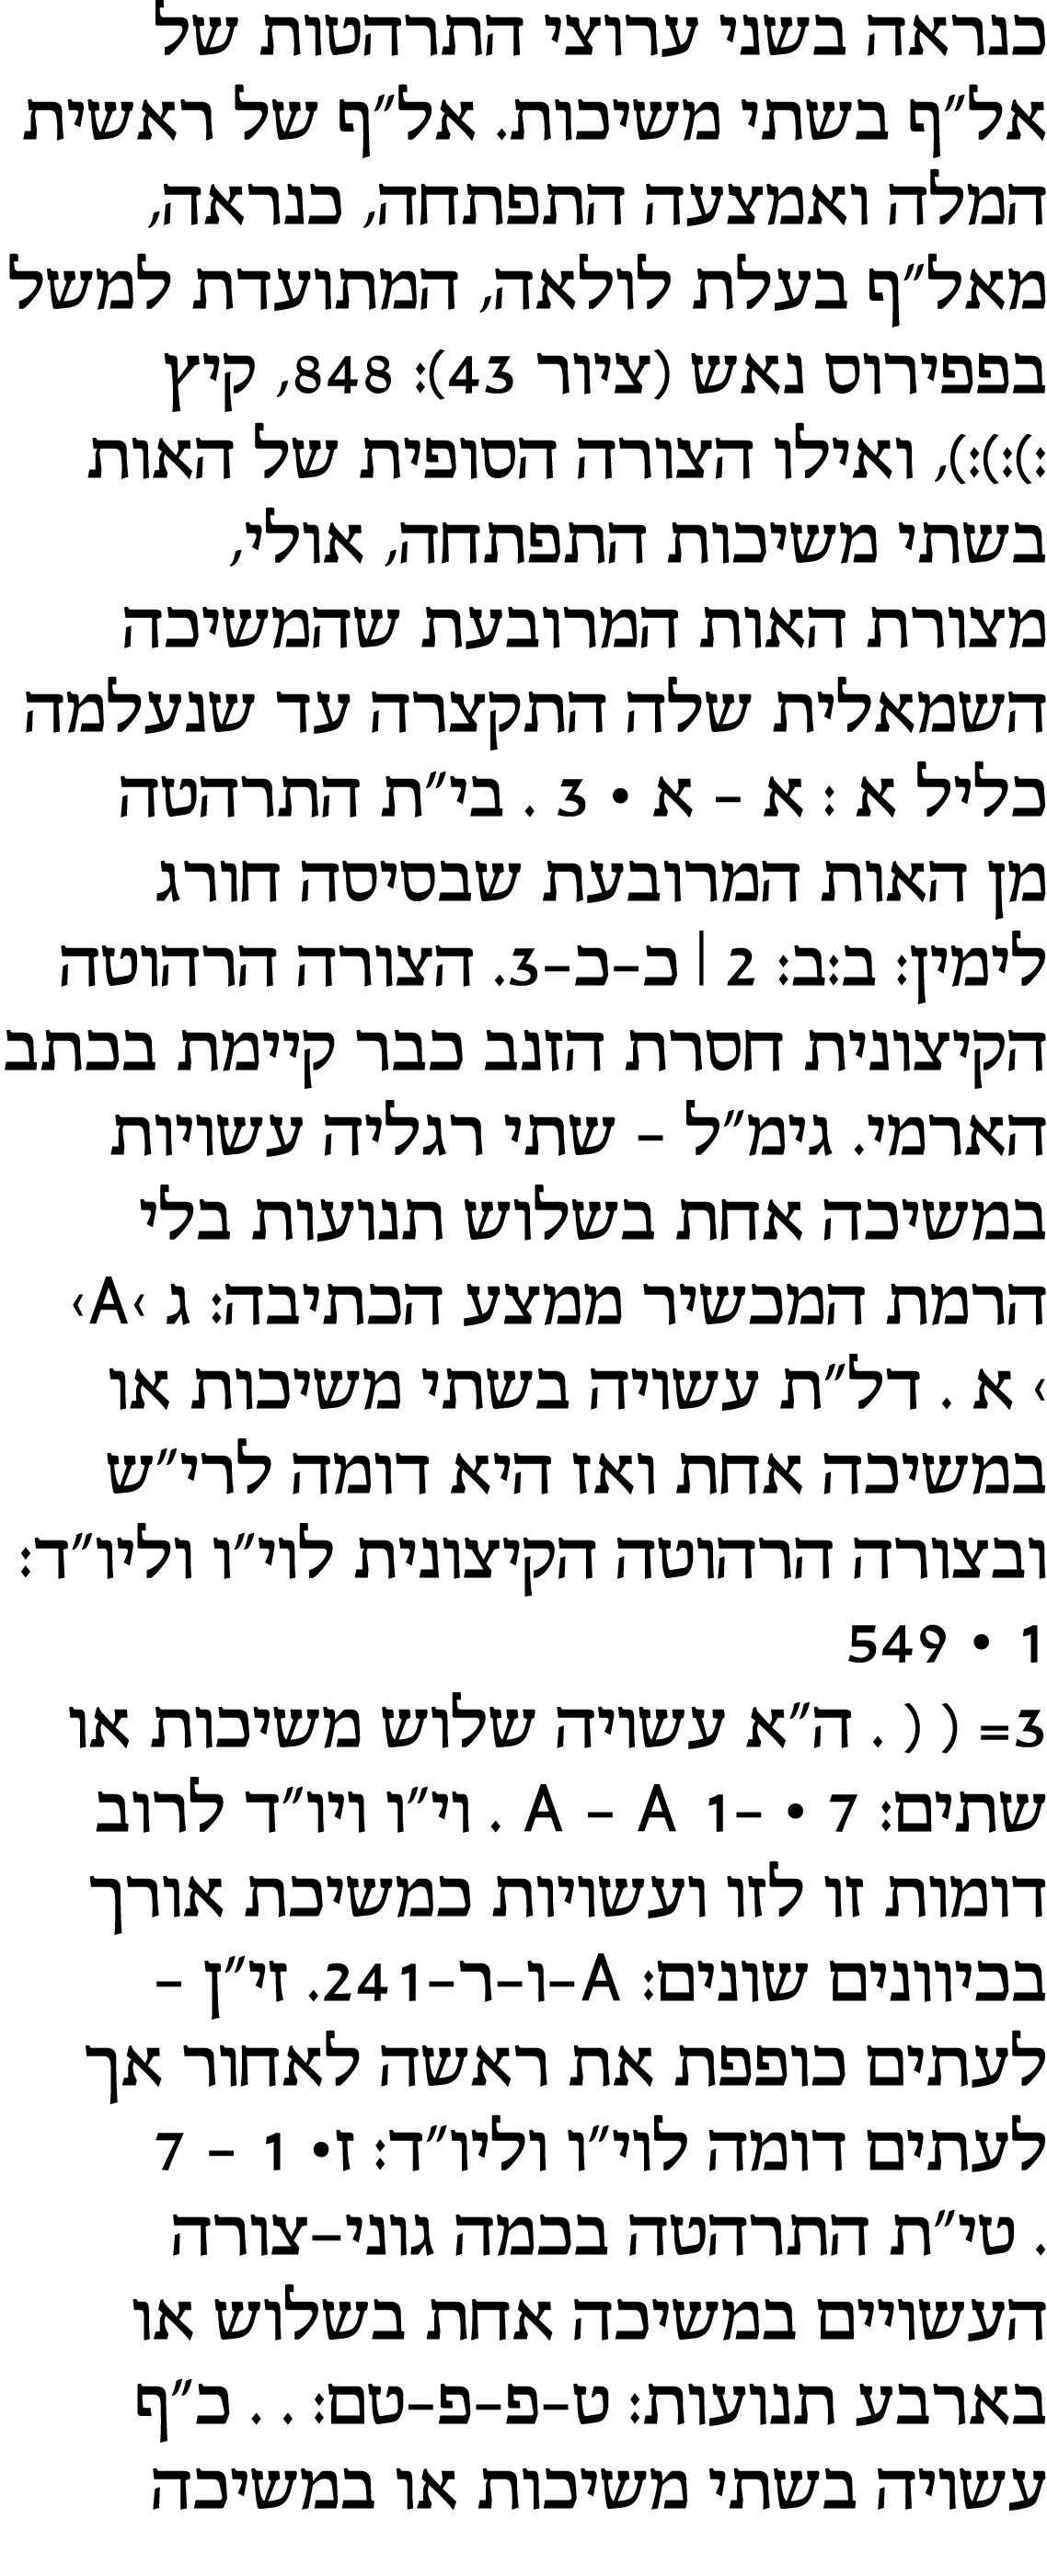 כנראה בשני ערוצי התרהטות של
אל״ף בשתי משיכות. אל״ף של ראשית
המלה ואמצעה התפתחה, כנראה,
מאל״ף בעלת לולאה, המתועדת למשל
בפפירוס נאש (ציור 43): 848, קיץ
:):):), ואילו הצורה הסופית של האות
בשתי משיכות התפתחה, אולי,
מצורת האות המרובעת שהמשיכה
השמאלית שלה התקצרה עד שנעלמה
כליל א : א – א • 3 . בי״ת התרהטה
מן האות המרובעת שבסיסה חורג
לימין: ב:ב: 2 | כ–כ–3. הצורה הרהוטה
הקיצונית חסרת הזנב כבר קיימת בכתב
הארמי. גימ״ל – שתי רגליה עשויות
במשיכה אחת בשלוש תנועות בלי
הרמת המכשיר ממצע הכתיבה: ג ‹A‹
‹ א . דל״ת עשויה בשתי משיכות או
במשיכה אחת ואז היא דומה לרי״ש
ובצורה הרהוטה הקיצונית לוי״ו וליו״ד:
1 • 549
3= ( ( . ה״א עשויה שלוש משיכות או
שתים: 7 • –1 A – A . וי״ו ויו״ד לרוב
דומות זו לזו ועשויות כמשיכת אורך
בכיוונים שונים: A–ו–ר–241. זי״ן –
לעתים כופפת את ראשה לאחור אך
לעתים דומה לוי״ו וליו״ד: ז• 1 – 7
. טי״ת התרהטה בכמה גוני–צורה
העשויים במשיכה אחת בשלוש או
בארבע תנועות: ט–פ–פ–טם: . . כ״ף
עשויה בשתי משיכות או במשיכה